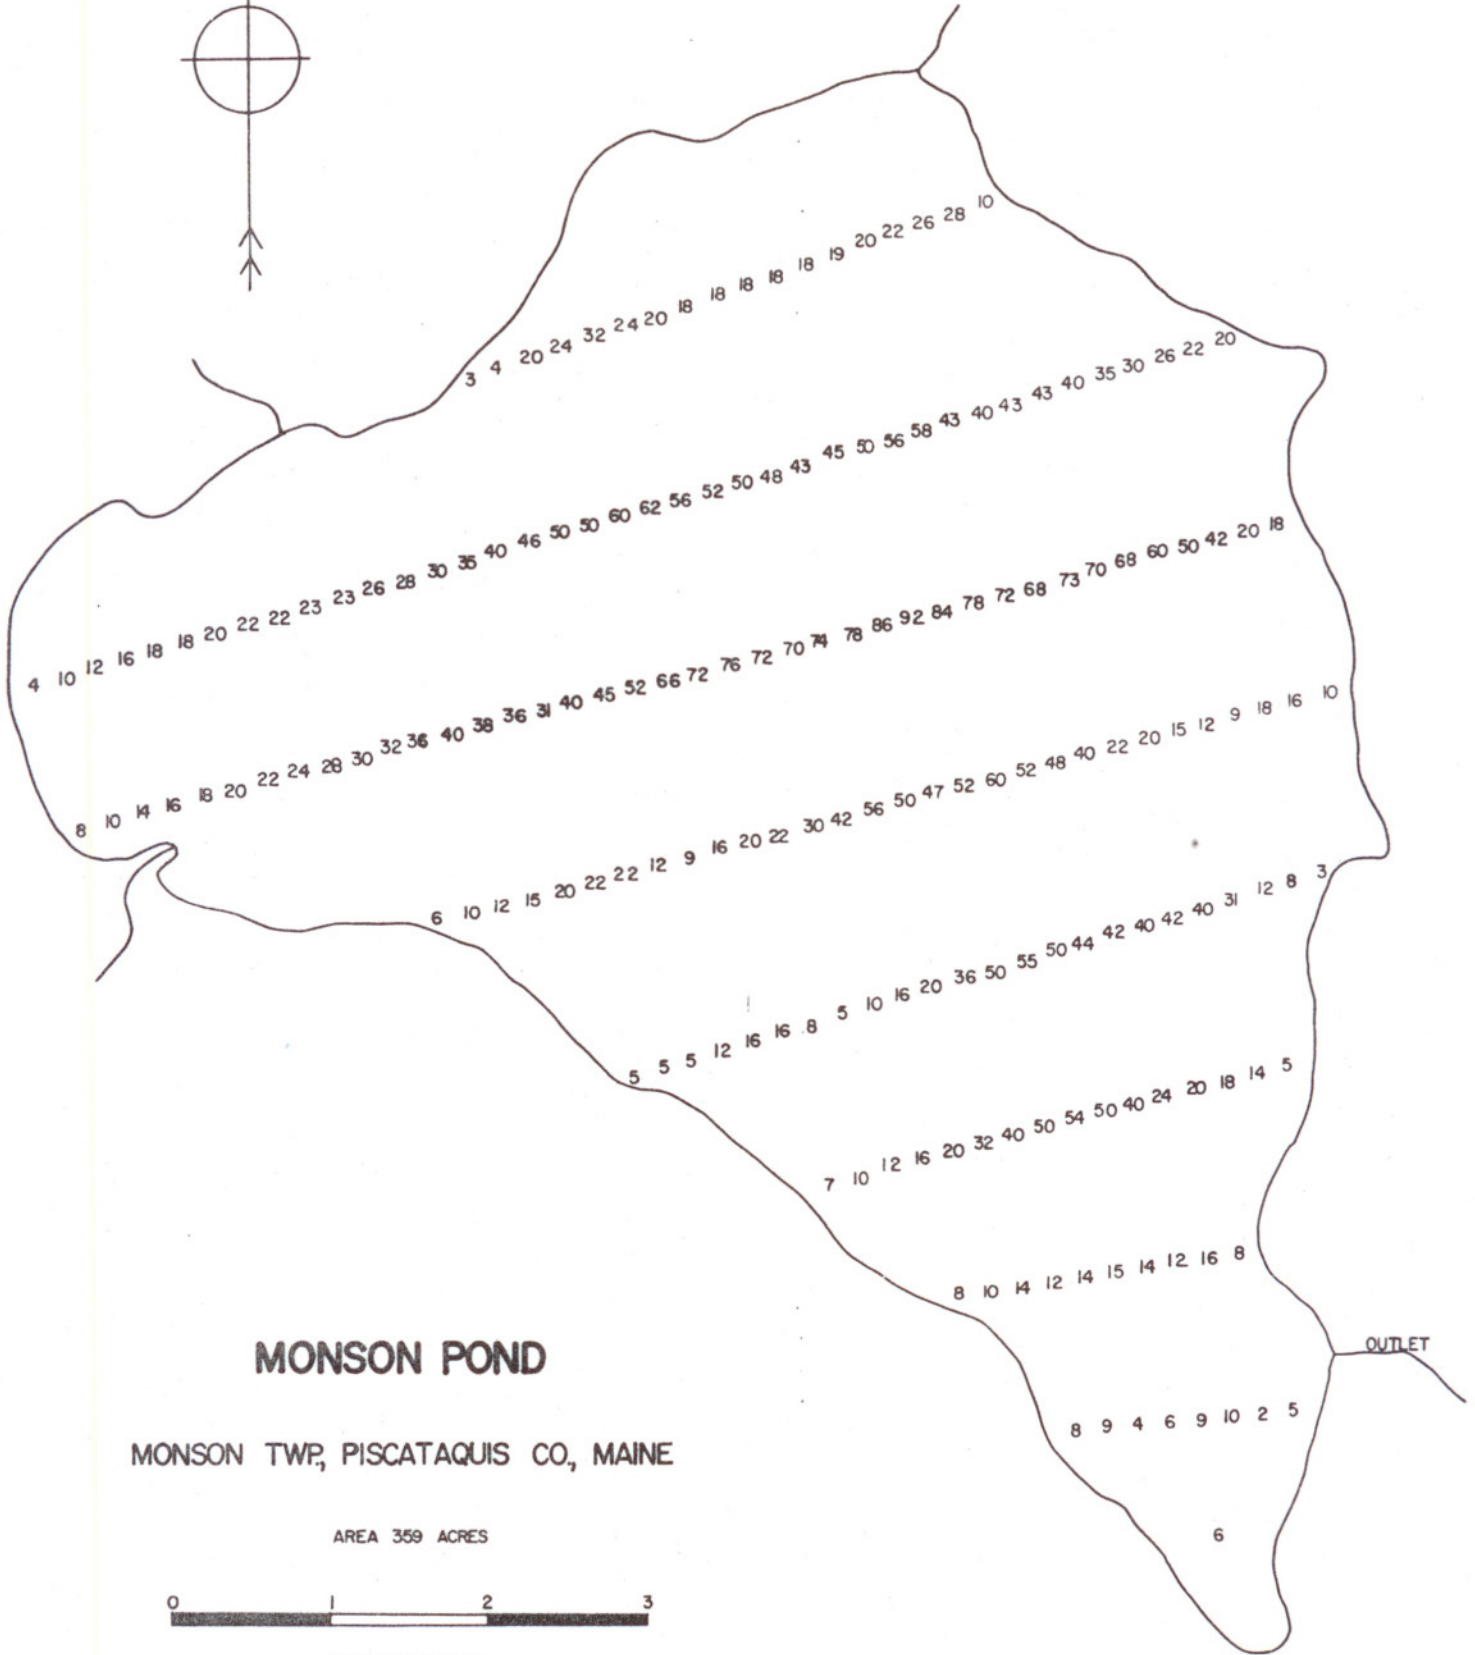 3 4 20 24 32 24 20 18 18 18 18 18 19 20 22 26 28 10
4 10 12 16 18 18 20 22 22 23 23 26 28 30 35 40 46 50 50 60 62 56 52 50 48 43 45 50 56 58 43 40 43 43 40 35 30 26 22 20
8 10 14 16 18 20 22 24 28 30 32 36 40 38 36 31 40 45 52 66 72 76 72 70 74 78 86 92 84 78 72 68 73 70 68 60 50 42 20 18
6 10 12 15 20 22 22 12 9 16 20 22 30 42 56 50 47 52 60 52 48 40 22 20 15 12 9 18 16 10
5 5 5 12 16 16 8 5 10 16 20 36 50 55 50 44 42 40 42 40 31 12 8 3
7 10 12 16 20 32 40 50 54 50 40 24 20 18 14 5
8 10 14 12 14 15 14 12 16 8
OUTLET
MONSON POND
8 9 4 6 9 10 2 5
MONSON TWP., PISCATAQUIS CO., MAINE
6
AREA 359 ACRES
0 1 2 3